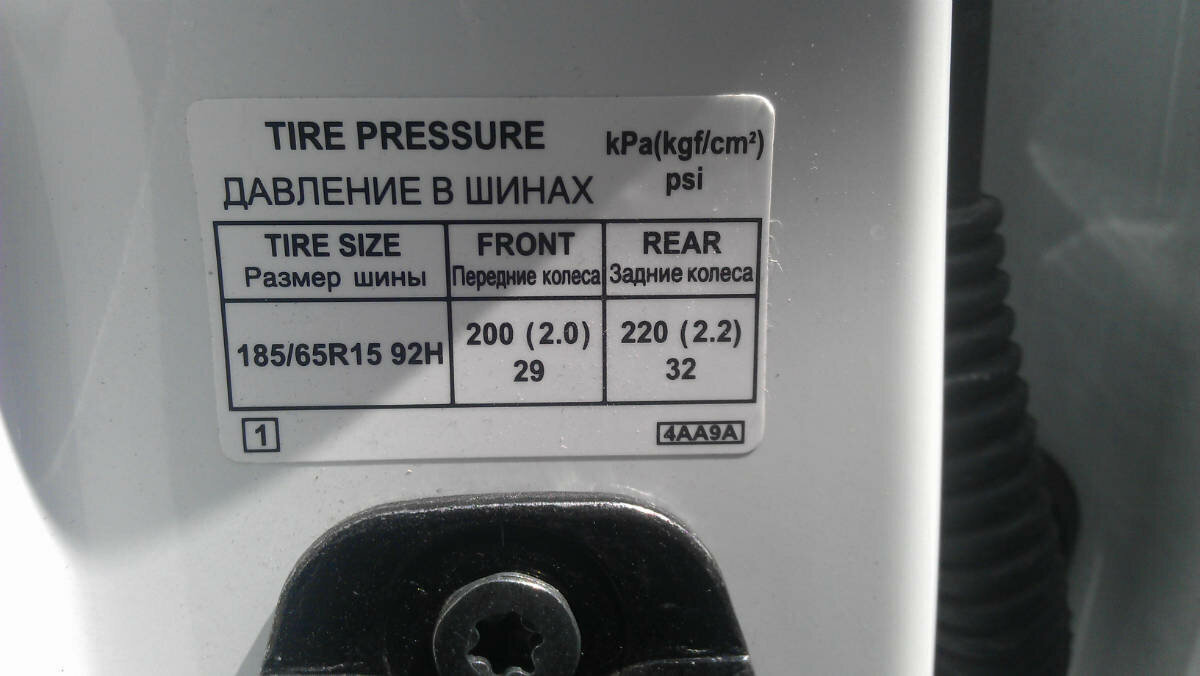 TIRE PRESSURE
kPa(kgf/cm²)
ДАВЛЕНИЕ В ШИНАХ
psi
TIRE SIZE FRONT REAR
Размер шины Передние колеса Задние колеса
185/65R15 92H 200 (2.0) 220 (2.2)
29 32
1 4AA9A